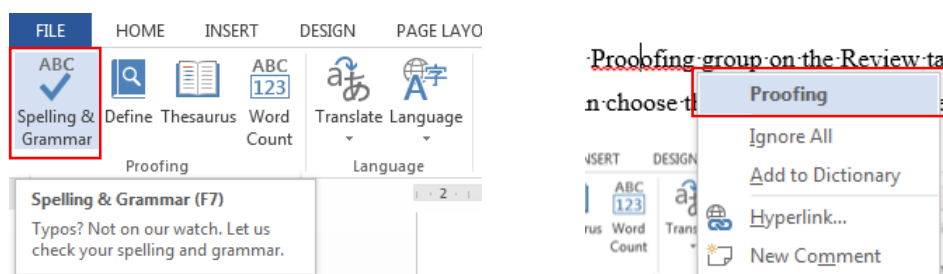 FILE HOME INSERT DESIGN PAGE LAYO
ABC ABC
123
Spelling & Define Thesaurus Word Translate Language
Grammar Count
Proofing Language
Spelling & Grammar (F7)
Typos? Not on our watch. Let us
check your spelling and grammar.
2
Prooofing group on the Review ta
n choose t
Proofing
Ignore All
Add to Dictionary
Hyperlink...
New Comment
NSERT DESIGN
ABC
123
rus Word Trans
Count